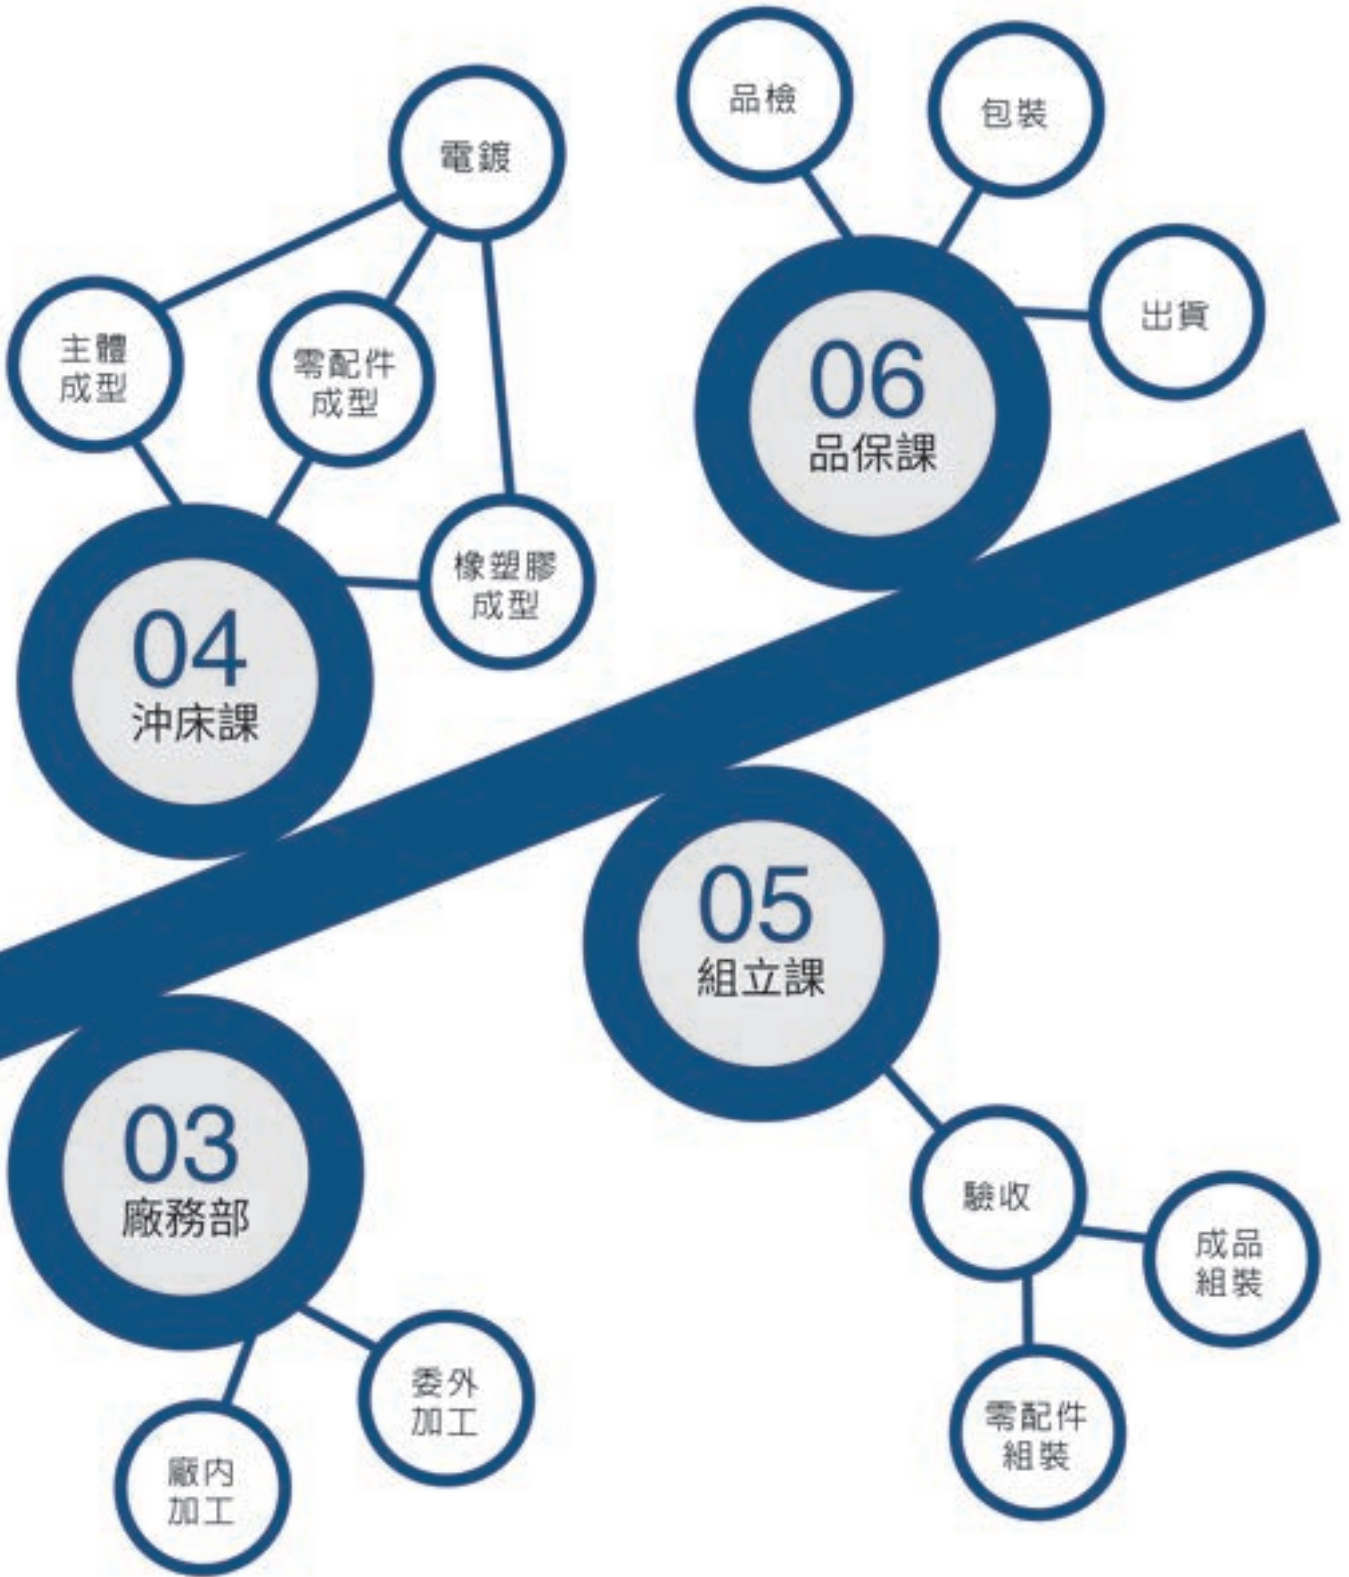 電鍍
主體
成型
零配件
成型
橡塑膠
成型
04
沖床課
品檢
包裝
出貨
06
品保課
03
廠務部
廠内
加工
委外
加工
05
組立課
驗收
成品
組裝
零配件
組裝